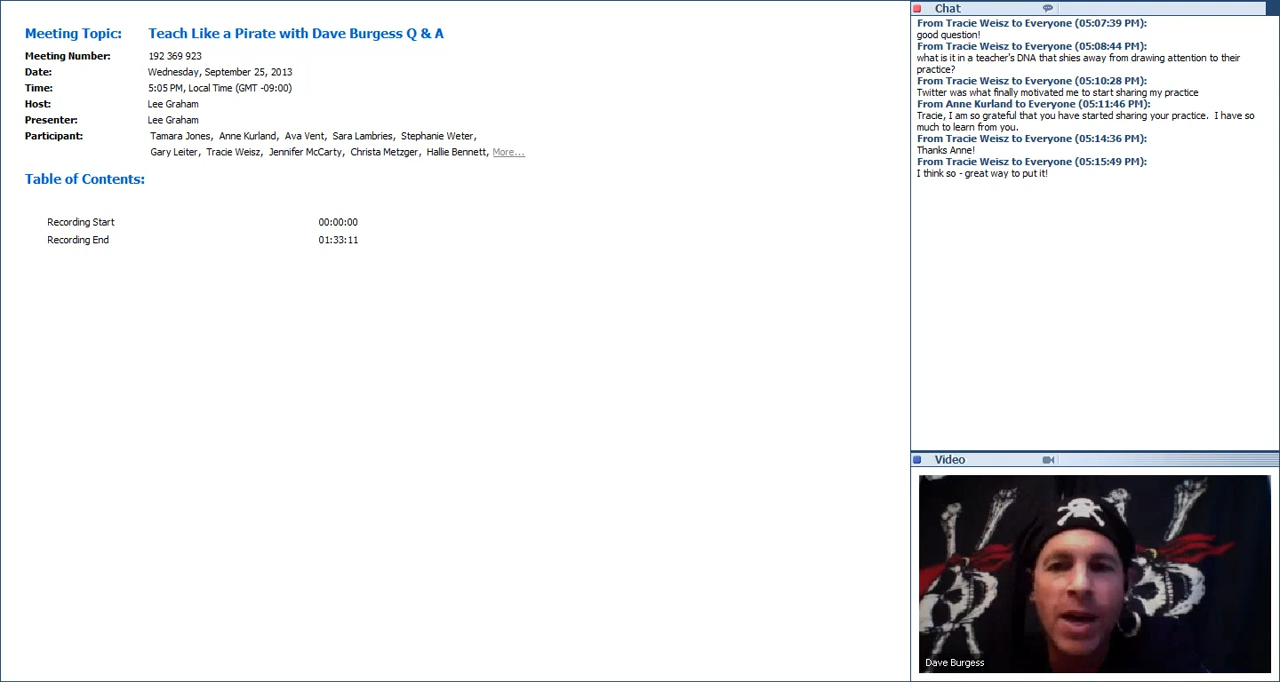 Meeting Topic: Teach Like a Pirate with Dave Burgess Q & A
Meeting Number: 192 369 923
Date: Wednesday, September 25, 2013
Time: 5:05 PM, Local Time (GMT -09:00)
Host: Lee Graham
Presenter: Lee Graham
Participant: Tamara Jones, Anne Kurland, Ava Vent, Sara Lambries, Stephanie Weter,
Gary Leiter, Tracie Weisz, Jennifer McCarty, Christa Metzger, Hallie Bennett, More...
Table of Contents:
Recording Start 00:00:00
Recording End 01:33:11
Chat
From Tracie Weisz to Everyone (05:07:39 PM):
good question!
From Tracie Weisz to Everyone (05:08:44 PM):
what is it in a teacher's DNA that shies away from drawing attention to their
practice?
From Tracie Weisz to Everyone (05:10:28 PM):
Twitter was what finally motivated me to start sharing my practice
From Anne Kurland to Everyone (05:11:46 PM):
Tracie, I am so grateful that you have started sharing your practice.  I have so
much to learn from you.
From Tracie Weisz to Everyone (05:14:36 PM):
Thanks Anne!
From Tracie Weisz to Everyone (05:15:49 PM):
I think so - great way to put it!
Video
Dave Burgess